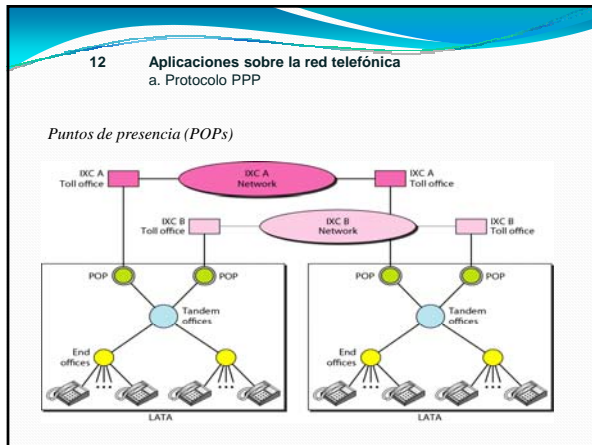 12 Aplicaciones sobre la red telefónica
a. Protocolo PPP
Puntos de presencia (POPs)
IXC A
Toll office
IXC A
Network
IXC A
Toll office
IXC B
Toll office
IXC B
Network
IXC B
Toll office
POP
POP
POP
POP
Tandem
offices
Tandem
offices
End
offices
End
offices
...
...
...
...
LATA
LATA